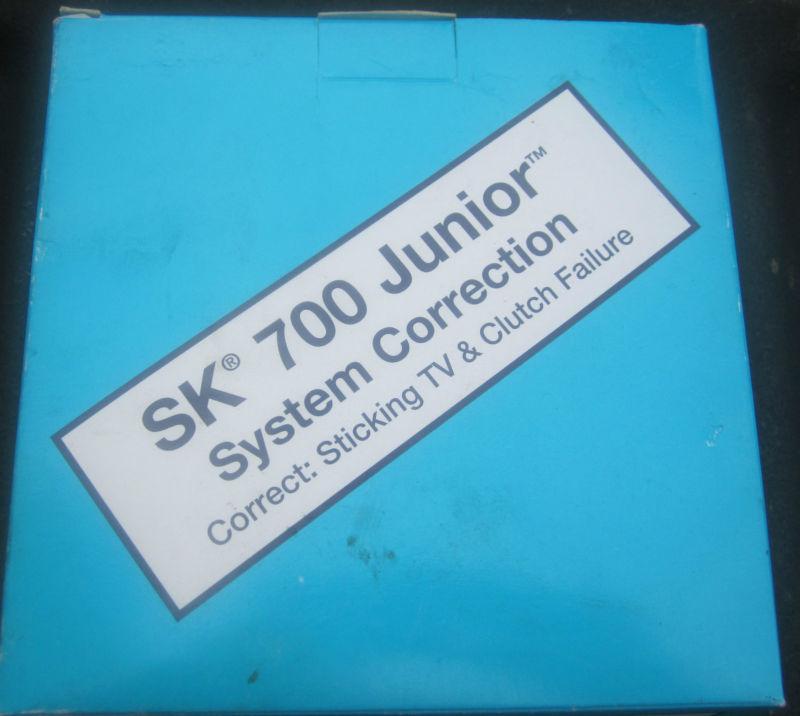 SK® 700 Junior™
System Correction
Correct: Sticking TV & Clutch Failure